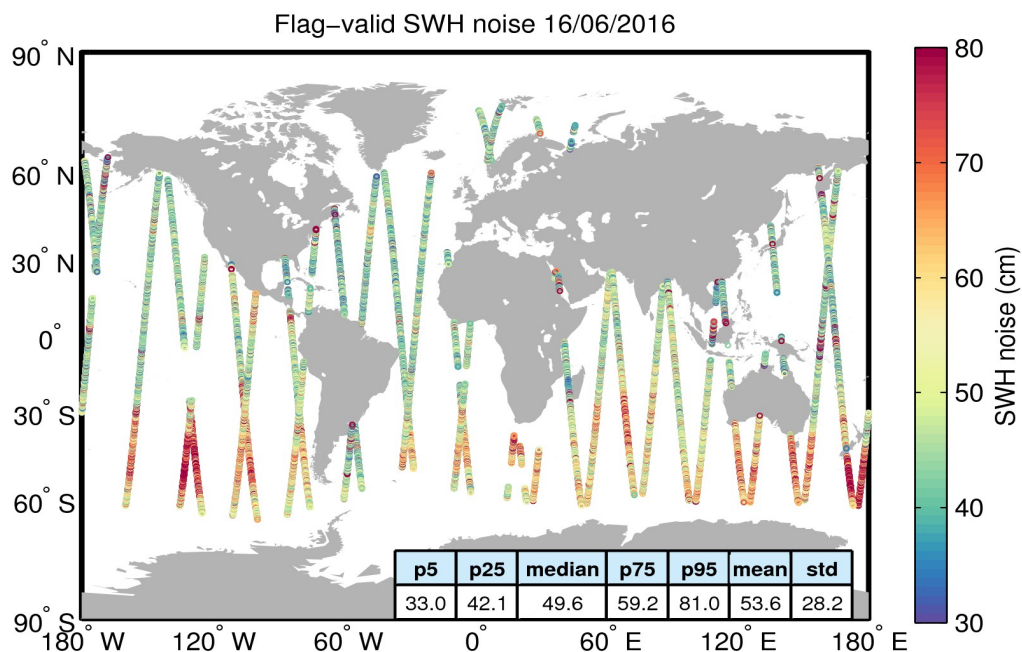 Flag−valid SWH noise 16/06/2016
90° N
60° N
30° N
0°
30° S
60° S
90° S
180° W 120° W 60° W 0° 60° E 120° E 180° E
p5 p25 median p75 p95 mean std
33.0 42.1 49.6 59.2 81.0 53.6 28.2
80
70
60
50
40
30
SWH noise (cm)